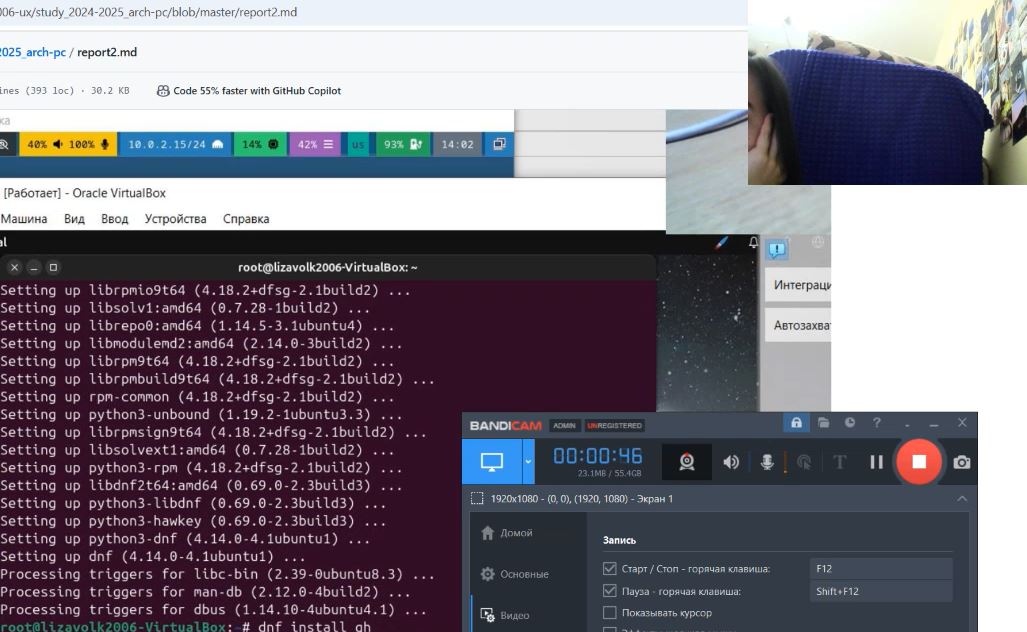 006-ux/study_2024-2025_arch-pc/blob/master/report2.md
2025_arch-pc / report2.md
ines (393 loc) · 30.2 KB Code 55% faster with GitHub Copilot
ка
40% 100% 10.0.2.15/24 14% 42% us 93% 14:02
[Работает] - Oracle VirtualBox
Машина Вид Ввод Устройства Справка
al
root@lizavolk2006-VirtualBox: ~
Setting up librpmio9t64 (4.18.2+dfsg-2.1build2) ...
Setting up libsolv1:amd64 (0.7.28-1build2) ...
Setting up librepo0:amd64 (1.14.5-3.1ubuntu4) ...
Setting up libmodulemd2:amd64 (2.14.0-3build2) ...
Setting up librpm9t64 (4.18.2+dfsg-2.1build2) ...
Setting up librpmbuild9t64 (4.18.2+dfsg-2.1build2) ...
Setting up rpm-common (4.18.2+dfsg-2.1build2) ...
Setting up python3-unbound (1.19.2-1ubuntu3.3) ...
Setting up librpmsign9t64 (4.18.2+dfsg-2.1build2) ...
Setting up libsolvext1:amd64 (0.7.28-1build2) ...
Setting up python3-rpm (4.18.2+dfsg-2.1build2) ...
Setting up libdnf2t64:amd64 (0.69.0-2.3build3) ...
Setting up python3-libdnf (0.69.0-2.3build3) ...
Setting up python3-hawkey (0.69.0-2.3build3) ...
Setting up python3-dnf (4.14.0-4.1ubuntu1) ...
Setting up dnf (4.14.0-4.1ubuntu1) ...
Processing triggers for libc-bin (2.39-0ubuntu8.3) ...
Processing triggers for man-db (2.12.0-4build2) ...
Processing triggers for dbus (1.14.10-4ubuntu4.1) ...
root@lizavolk2006-VirtualBox:~# dnf install gh
Интеграци
Автозахва
BANDICAM ADMIN UNREGISTERED
00:00:46
23.1MB / 55.4GB
1920x1080 - (0, 0), (1920, 1080) - Экран 1
Домой
Основные
Видео
Запись
Старт / Стоп - горячая клавиша: F12
Пауза - горячая клавиша: Shift+F12
Показывать курсор